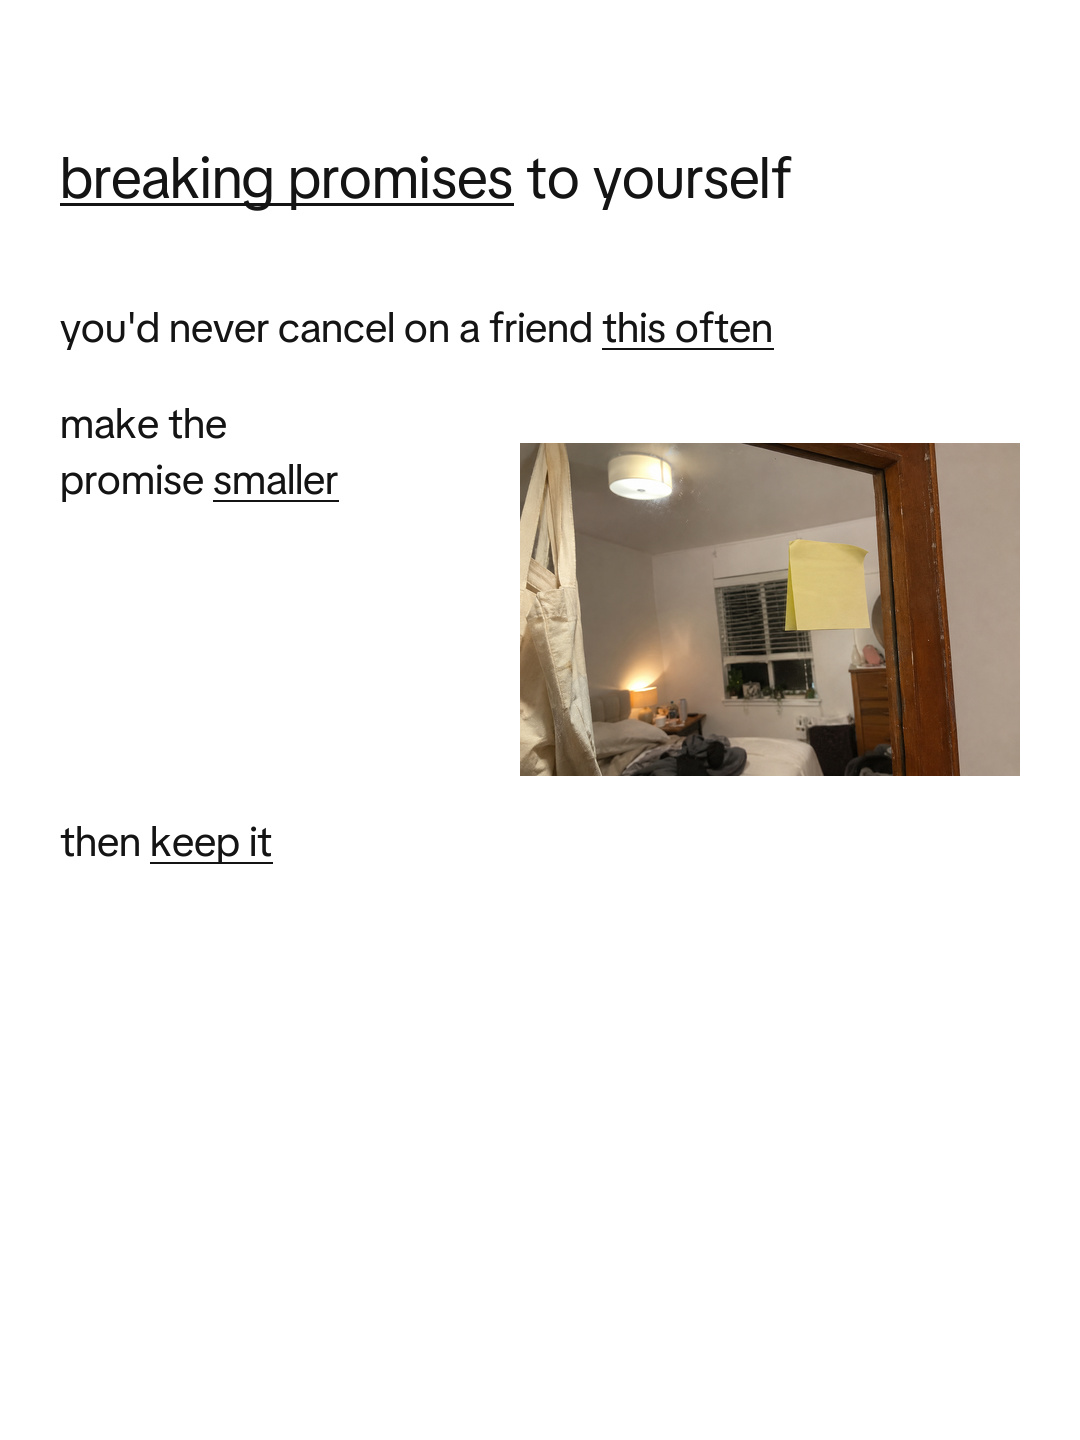 breaking promises to yourself
you'd never cancel on a friend this often
make the
promise smaller
then keep it